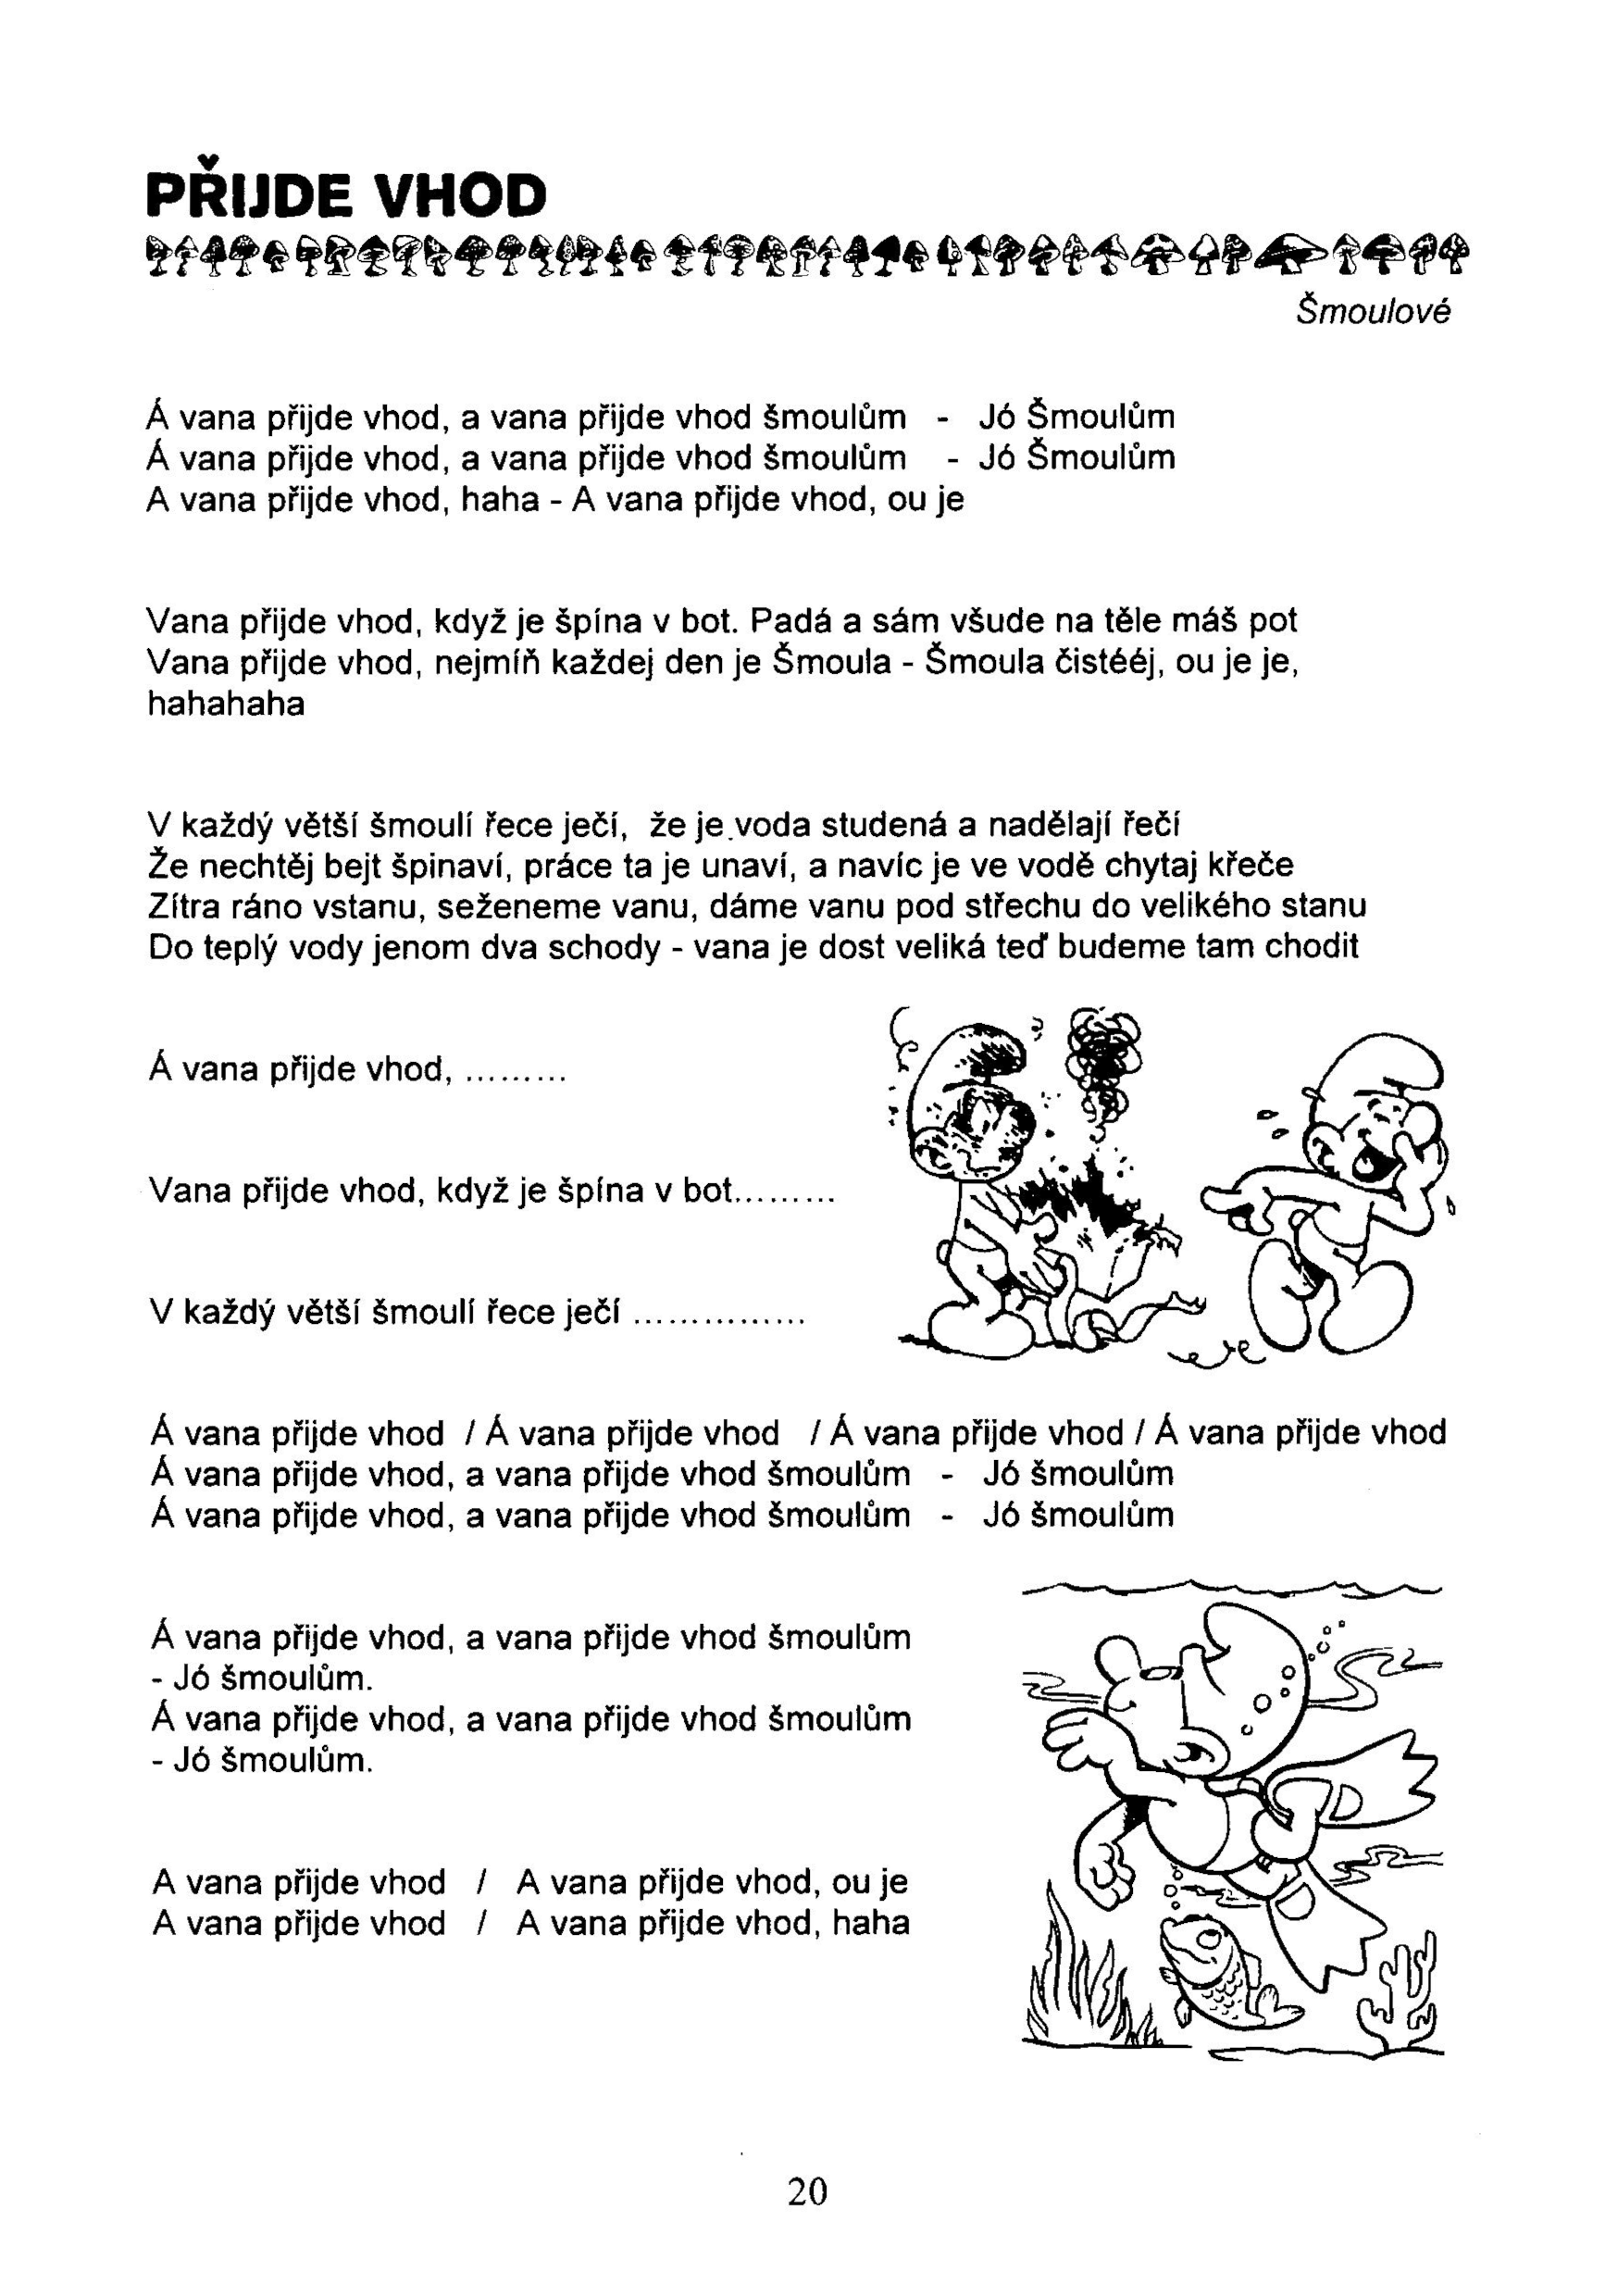 PŘIJDE VHOD
Šmoulové
Á vana přijde vhod, a vana přijde vhod šmoulům - Jó Šmoulům
Á vana přijde vhod, a vana přijde vhod šmoulům - Jó Šmoulům
A vana přijde vhod, haha - A vana přijde vhod, ou je
Vana přijde vhod, když je špína v bot. Padá a sám všude na těle máš pot
Vana přijde vhod, nejmíň každej den je Šmoula - Šmoula čistééj, ou je je,
hahahaha
V každý větší šmoulí řece ječí, že je voda studená a nadělají řečí
Že nechtěj bejt špinaví, práce ta je unaví, a navíc je ve vodě chytaj křeče
Zítra ráno vstanu, seženeme vanu, dáme vanu pod střechu do velikého stanu
Do teplý vody jenom dva schody - vana je dost veliká teď budeme tam chodit
Á vana přijde vhod, .........
Vana přijde vhod, když je špína v bot.........
V každý větší šmoulí řece ječí ...............
Á vana přijde vhod / Á vana přijde vhod / Á vana přijde vhod / Á vana přijde vhod
Á vana přijde vhod, a vana přijde vhod šmoulům - Jó šmoulům
Á vana přijde vhod, a vana přijde vhod šmoulům - Jó šmoulům
Á vana přijde vhod, a vana přijde vhod šmoulům
- Jó šmoulům.
Á vana přijde vhod, a vana přijde vhod šmoulům
- Jó šmoulům.
A vana přijde vhod / A vana přijde vhod, ou je
A vana přijde vhod / A vana přijde vhod, haha
20